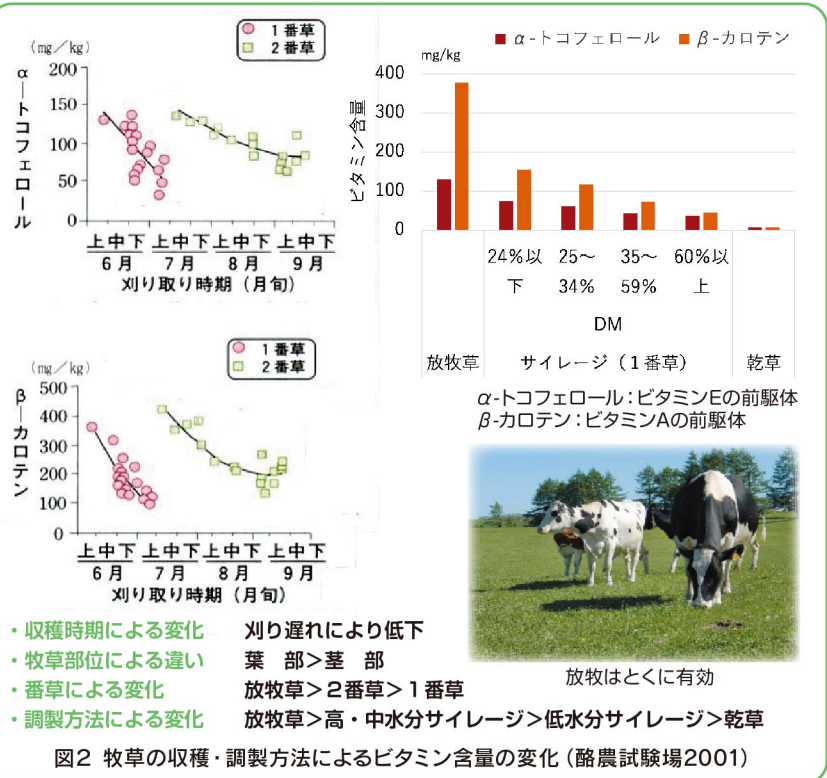 (mg／kg)
● 1番草
□ 2番草
α－トコフェロール
200
150
100
50
0
上中下 上中下 上中下 上中下
6月 7月 8月 9月
刈り取り時期（月旬）
■ α-トコフェロール ■ β-カロテン
mg/kg
ビタミン含量
400
300
200
100
0
24%以下
25～34%
35～59%
60%以上
DM
放牧草 サイレージ（1番草） 乾草
α-トコフェロール：ビタミンEの前駆体
β-カロテン：ビタミンAの前駆体
(mg／kg)
1番草
2番草
β－カロテン
500
400
300
200
100
0
上中下 上中下 上中下 上中下
6月 7月 8月 9月
刈り取り時期（月旬）
放牧はとくに有効
・収穫時期による変化 刈り遅れにより低下
・牧草部位による違い 葉 部＞茎 部
・番草による変化 放牧草＞2番草＞1番草
・調製方法による変化 放牧草＞高・中水分サイレージ＞低水分サイレージ＞乾草
図2 牧草の収穫・調製方法によるビタミン含量の変化（酪農試験場2001）